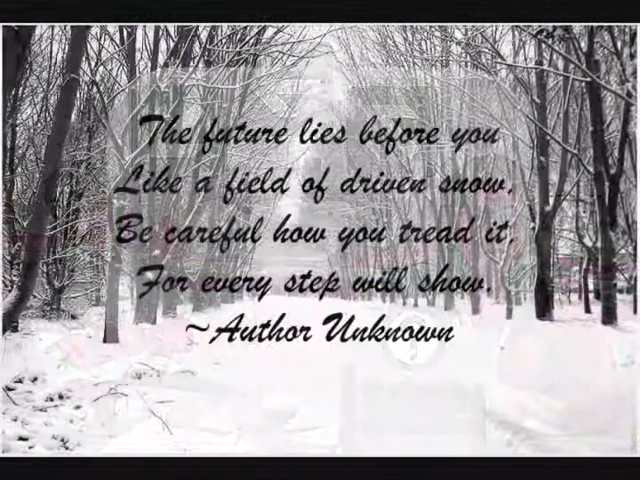 The future lies before you
Like a field of driven snow,
Be careful how you tread it,
For every step will show.
~Author Unknown